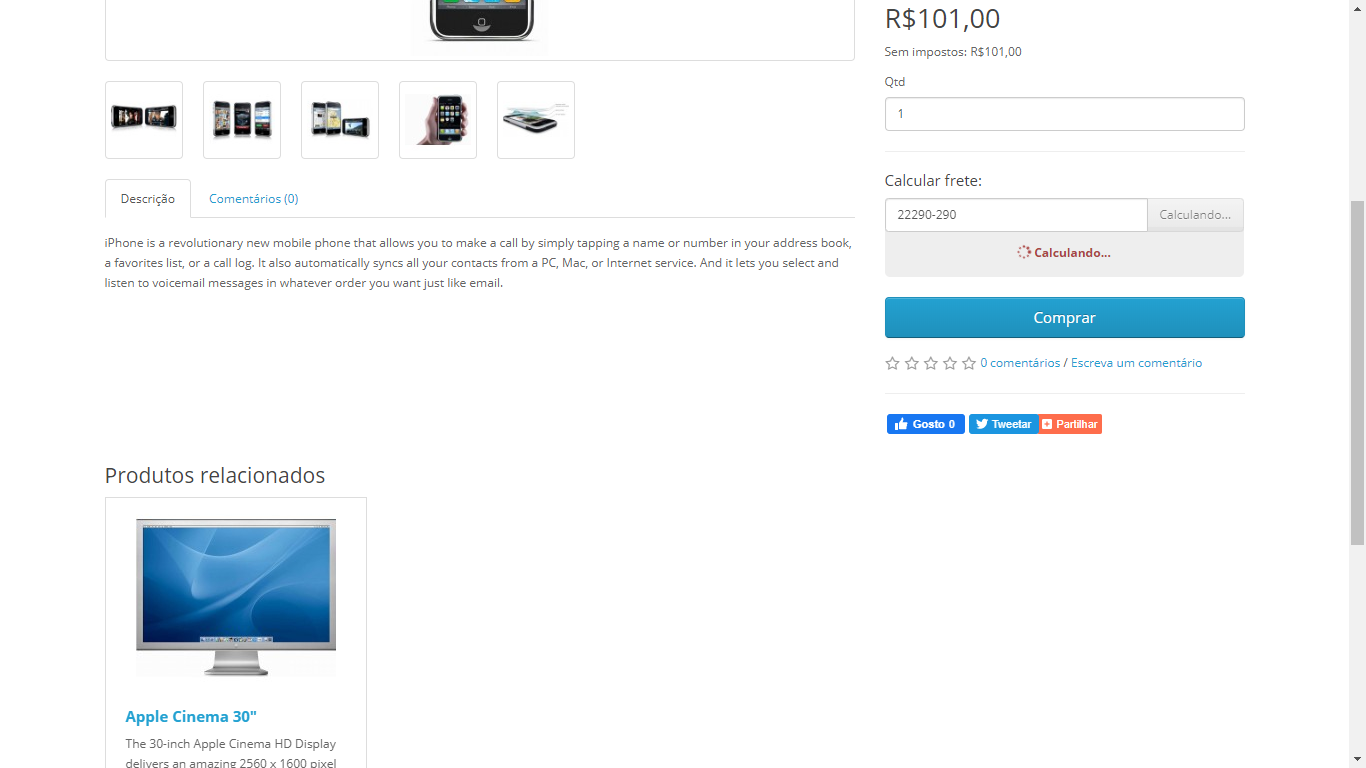 R$101,00
Sem impostos: R$101,00
Qtd
1
Calcular frete:
22290-290
Calculando...
Calculando...
Comprar
0 comentários / Escreva um comentário
Gosto 0
Tweetar
Partilhar
Descrição
Comentários (0)
iPhone is a revolutionary new mobile phone that allows you to make a call by simply tapping a name or number in your address book,
a favorites list, or a call log. It also automatically syncs all your contacts from a PC, Mac, or Internet service. And it lets you select and
listen to voicemail messages in whatever order you want just like email.
Produtos relacionados
Apple Cinema 30"
The 30-inch Apple Cinema HD Display
delivers an amazing 2560 x 1600 pixel